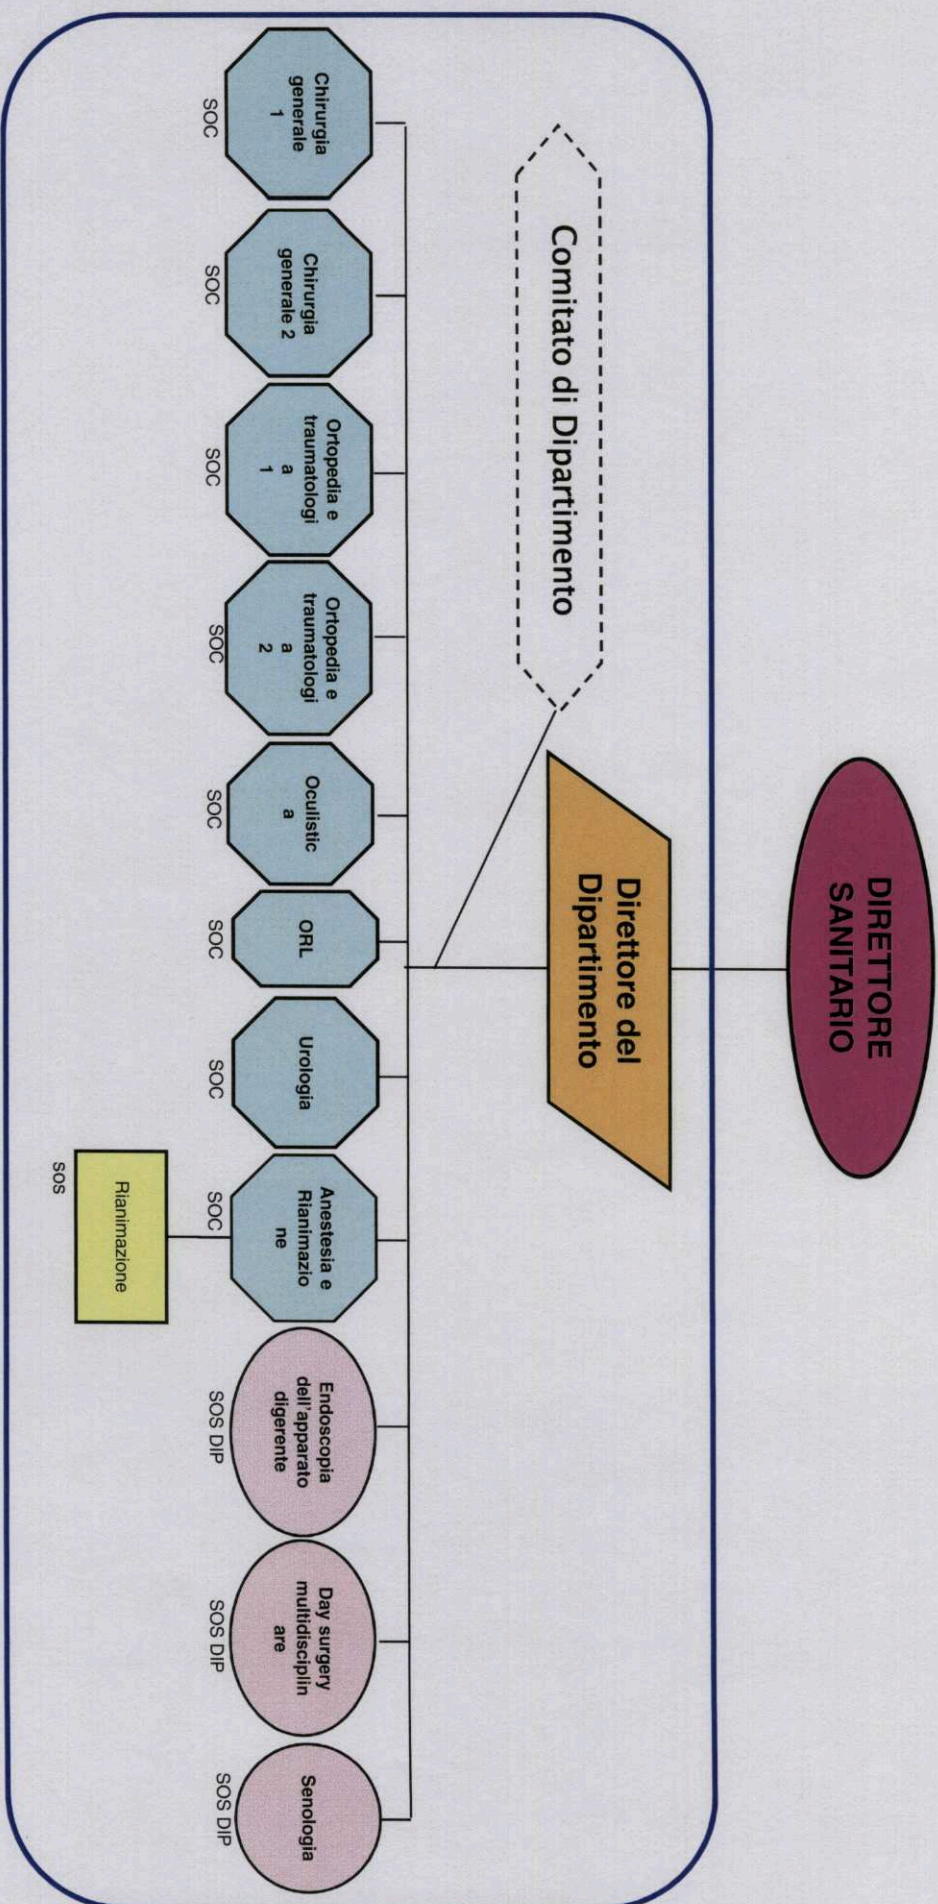 DIRETTORE
SANITARIO
Direttore del
Dipartimento
Comitato di Dipartimento
Chirurgia
generale
1
SOC
Chirurgia
generale 2
SOC
Ortopedia e
traumatologi
a
1
SOC
Ortopedia e
traumatologi
a
2
SOC
Oculistic
a
SOC
ORL
SOC
Urologia
SOC
Anestesia e
Rianimazio
ne
SOC
Rianimazione
SOS
Endoscopia
dell'apparato
digerente
SOS DIP
Day surgery
multidisciplin
are
SOS DIP
Senologia
SOS DIP